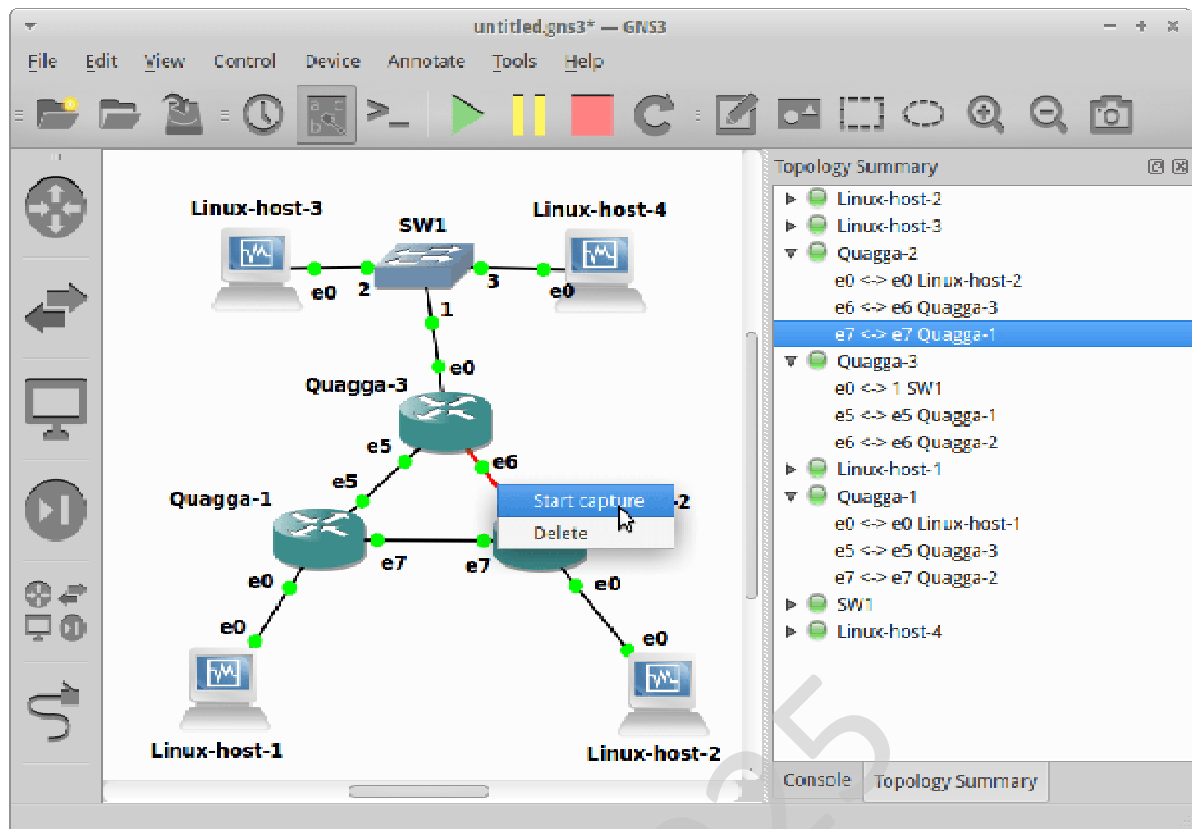 untitled.gns3* — GNS3
File Edit View Control Device Annotate Tools Help
a c
b
>_
Topology Summary
Linux-host-3
Linux-host-4
SW1
e0
2
3
e0
1
e0
Quagga-3
e5
e6
e5
Quagga-1
Start capture
-2
Delete
e7
e7
e0
e0
e0
e0
Linux-host-1
Linux-host-2
Linux-host-2
Linux-host-3
Quagga-2
e0 <-> e0 Linux-host-2
e6 <-> e6 Quagga-3
e7 <-> e7 Quagga-1
Quagga-3
e0 <-> 1 SW1
e5 <-> e5 Quagga-1
e6 <-> e6 Quagga-2
Linux-host-1
Quagga-1
e0 <-> e0 Linux-host-1
e5 <-> e5 Quagga-3
e7 <-> e7 Quagga-2
SW1
Linux-host-4
Console
Topology Summary